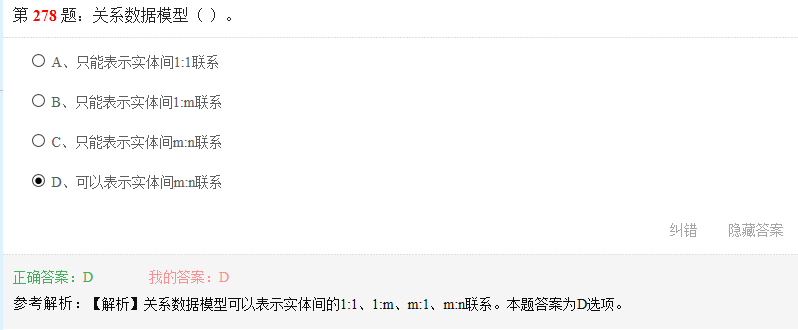 第 278 题：关系数据模型（ ）。
A、只能表示实体间1:1联系
B、只能表示实体间1:m联系
C、只能表示实体间m:n联系
D、可以表示实体间m:n联系
纠错 隐藏答案
正确答案：D 我的答案：D
参考解析：【解析】关系数据模型可以表示实体间的1:1、1:m、m:1、m:n联系。本题答案为D选项。